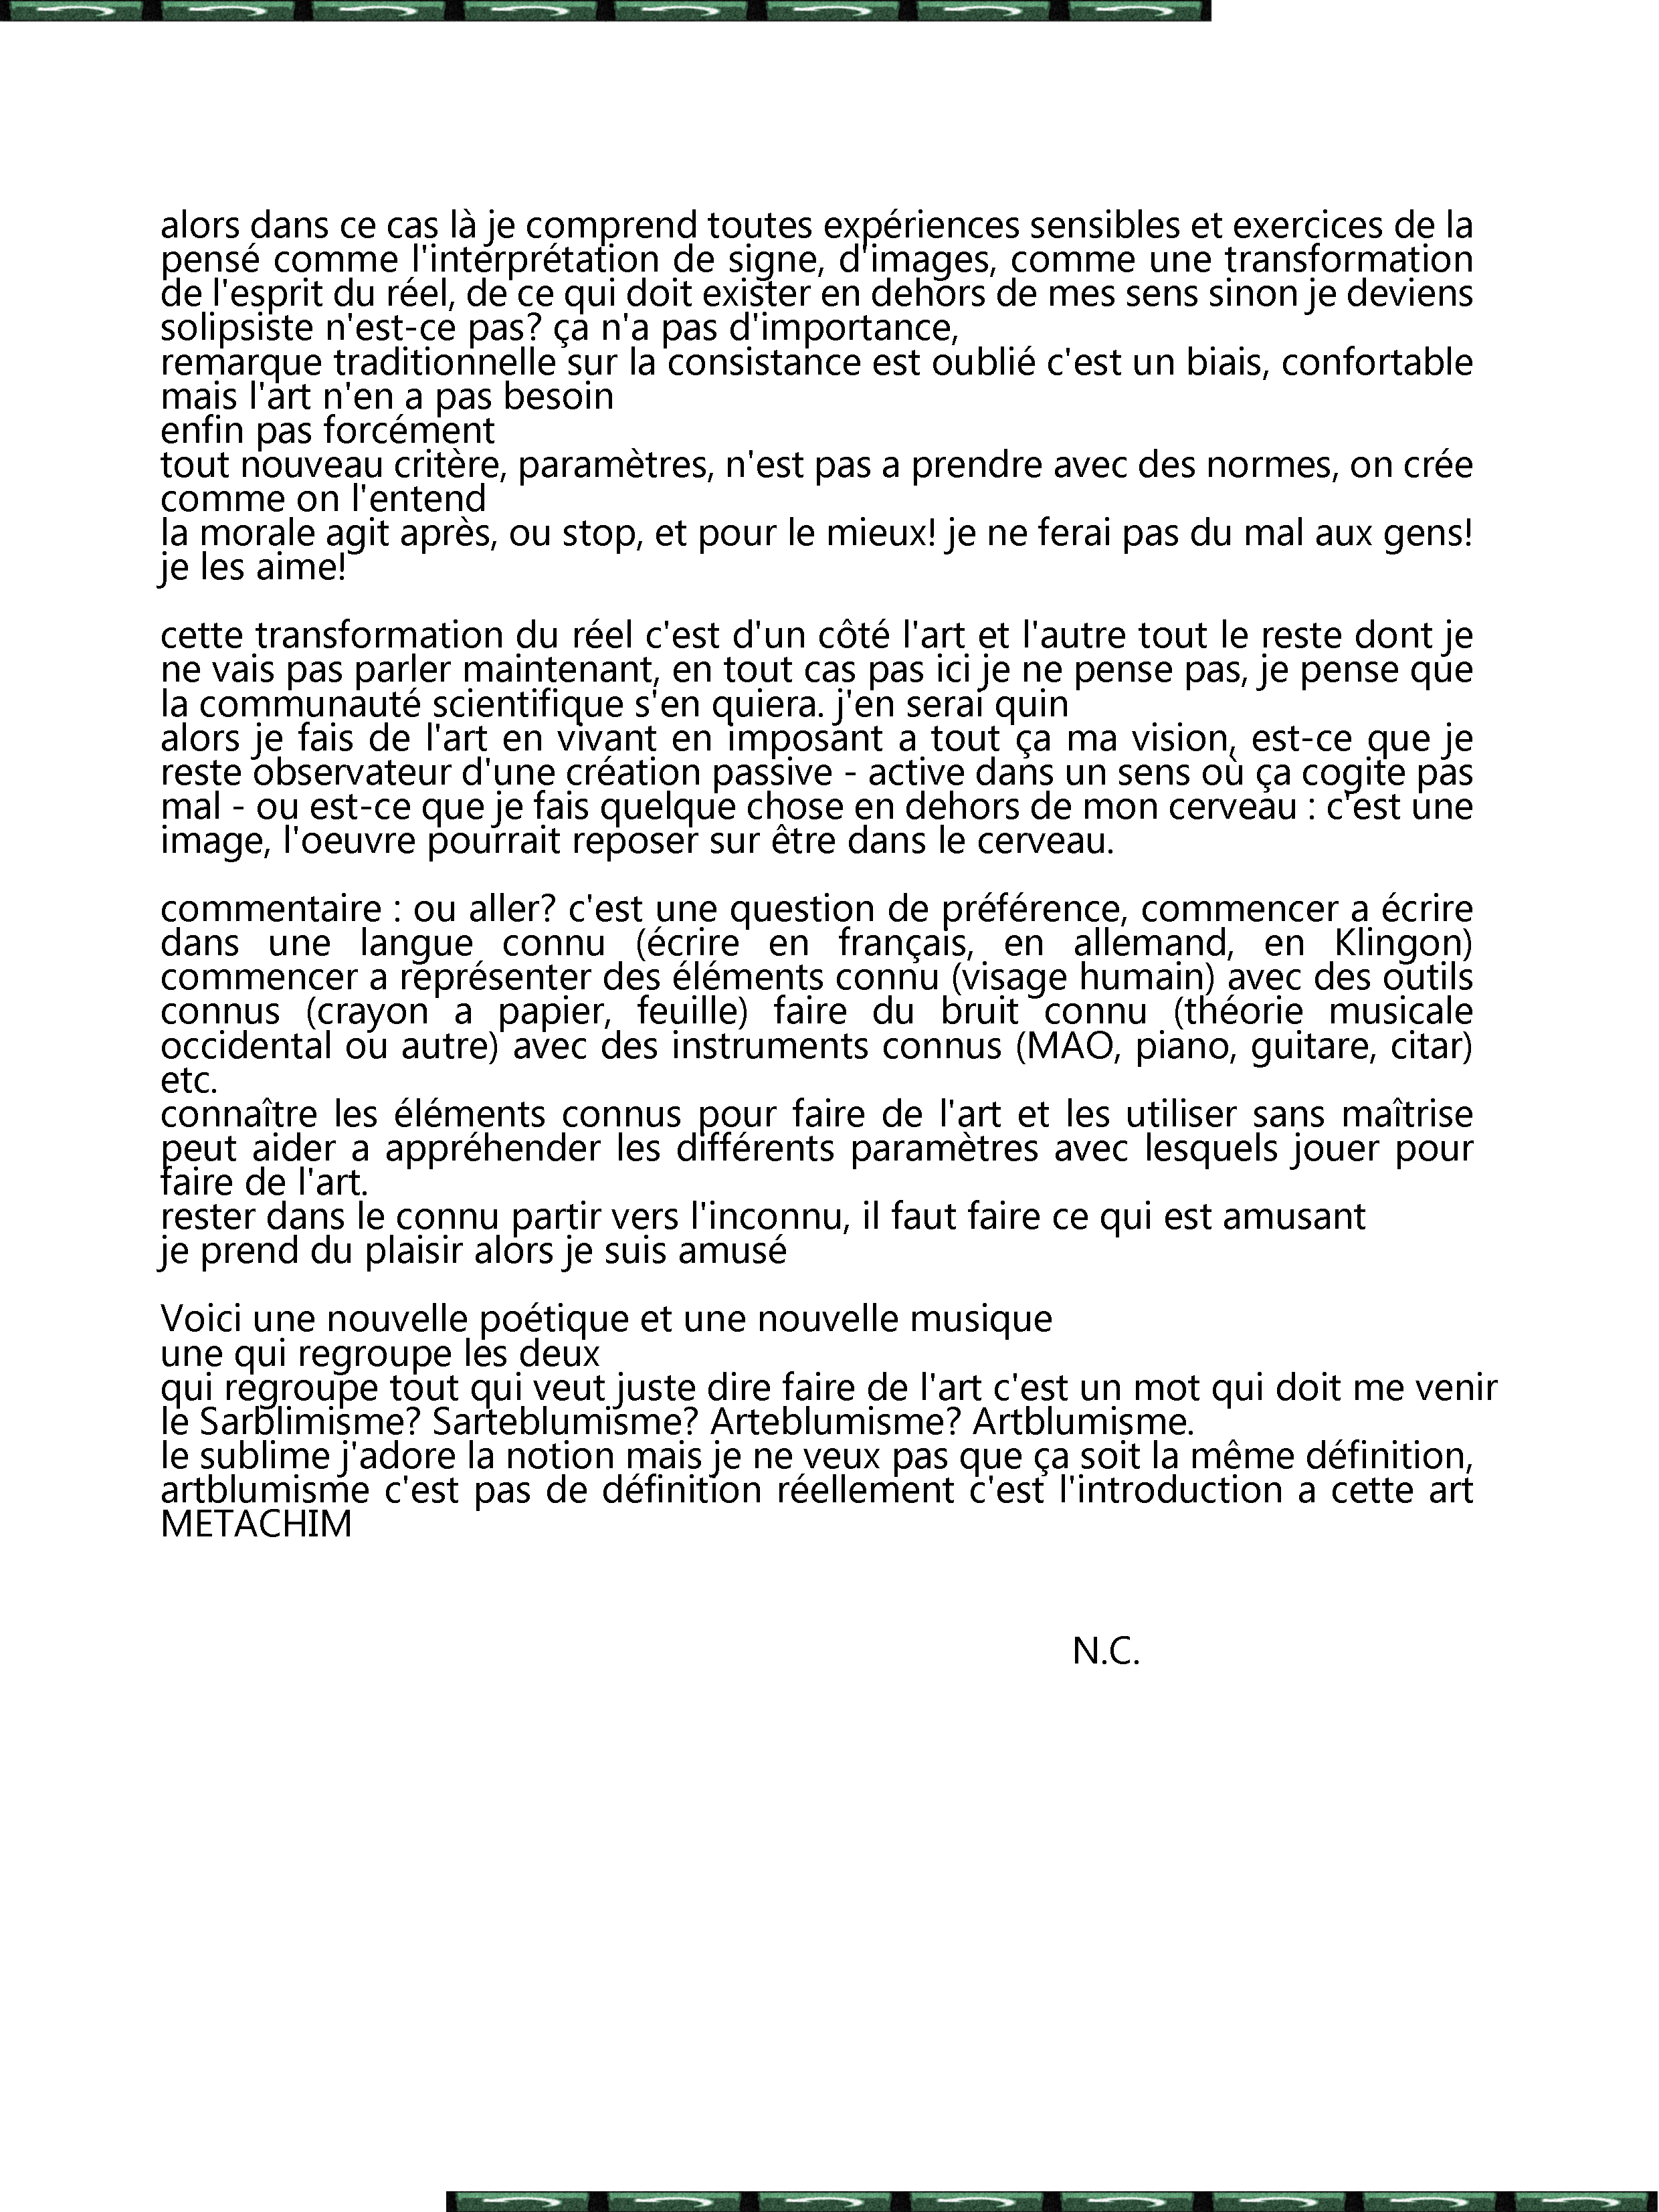 alors dans ce cas là je comprend toutes expériences sensibles et exercices de la
pensé comme l'interprétation de signe, d'images, comme une transformation
de l'esprit du réel, de ce qui doit exister en dehors de mes sens sinon je deviens
solipsiste n'est-ce pas? ça n'a pas d'importance,
remarque traditionnelle sur la consistance est oublié c'est un biais, confortable
mais l'art n'en a pas besoin
enfin pas forcément
tout nouveau critère, paramètres, n'est pas a prendre avec des normes, on crée
comme on l'entend
la morale agit après, ou stop, et pour le mieux! je ne ferai pas du mal aux gens!
je les aime!

cette transformation du réel c'est d'un côté l'art et l'autre tout le reste dont je
ne vais pas parler maintenant, en tout cas pas ici je ne pense pas, je pense que
la communauté scientifique s'en quiera. j'en serai quin
alors je fais de l'art en vivant en imposant a tout ça ma vision, est-ce que je
reste observateur d'une création passive - active dans un sens où ça cogite pas
mal - ou est-ce que je fais quelque chose en dehors de mon cerveau : c'est une
image, l'oeuvre pourrait reposer sur être dans le cerveau.

commentaire : ou aller? c'est une question de préférence, commencer a écrire
dans une langue connu (écrire en français, en allemand, en Klingon)
commencer a représenter des éléments connu (visage humain) avec des outils
connus (crayon a papier, feuille) faire du bruit connu (théorie musicale
occidental ou autre) avec des instruments connus (MAO, piano, guitare, citar)
etc.
connaître les éléments connus pour faire de l'art et les utiliser sans maîtrise
peut aider a appréhender les différents paramètres avec lesquels jouer pour
faire de l'art.
rester dans le connu partir vers l'inconnu, il faut faire ce qui est amusant
je prend du plaisir alors je suis amusé

Voici une nouvelle poétique et une nouvelle musique
une qui regroupe les deux
qui regroupe tout qui veut juste dire faire de l'art c'est un mot qui doit me venir
le Sarblimisme? Sarteblumisme? Arteblumisme? Artblumisme.
le sublime j'adore la notion mais je ne veux pas que ça soit la même définition,
artblumisme c'est pas de définition réellement c'est l'introduction a cette art
METACHIM

N.C.